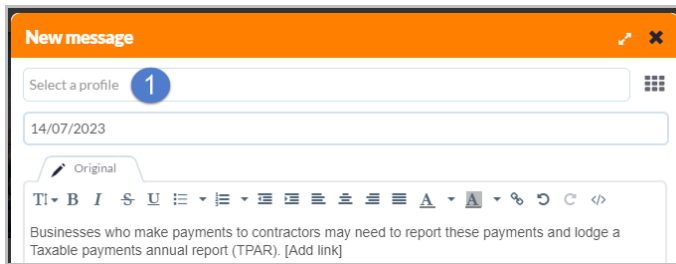 New message
Select a profile 1
14/07/2023
Original
T B I S U A A </>
Businesses who make payments to contractors may need to report these payments and lodge a
Taxable payments annual report (TPAR). [Add link]